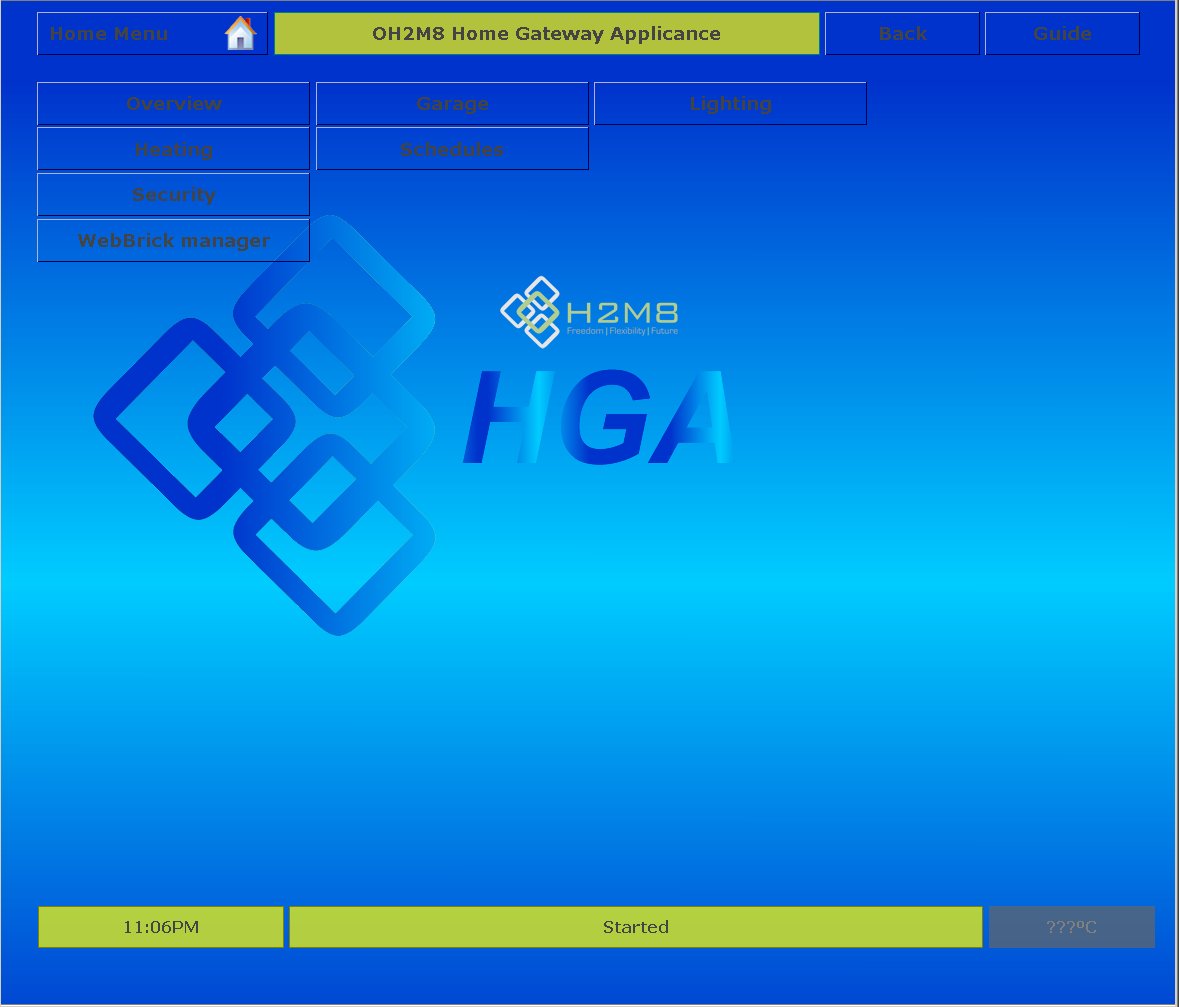 Home Menu
OH2M8 Home Gateway Applicance
Back
Guide
Overview
Garage
Lighting
Heating
Schedules
Security
WebBrick manager
H2M8
Freedom | Flexibility | Future
HGA
11:06PM
Started
???ºC